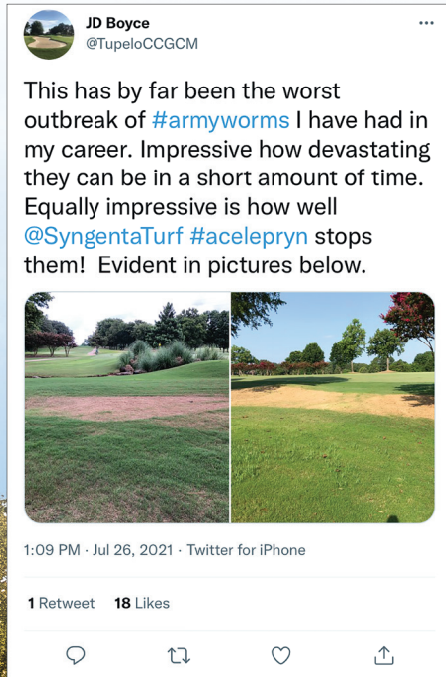 JD Boyce
@TupeloCCGCM
This has by far been the worst
outbreak of #armyworms I have had in
my career. Impressive how devastating
they can be in a short amount of time.
Equally impressive is how well
@SyngentaTurf #acelepryn stops
them! Evident in pictures below.
1:09 PM · Jul 26, 2021 · Twitter for iPhone
1 Retweet 18 Likes